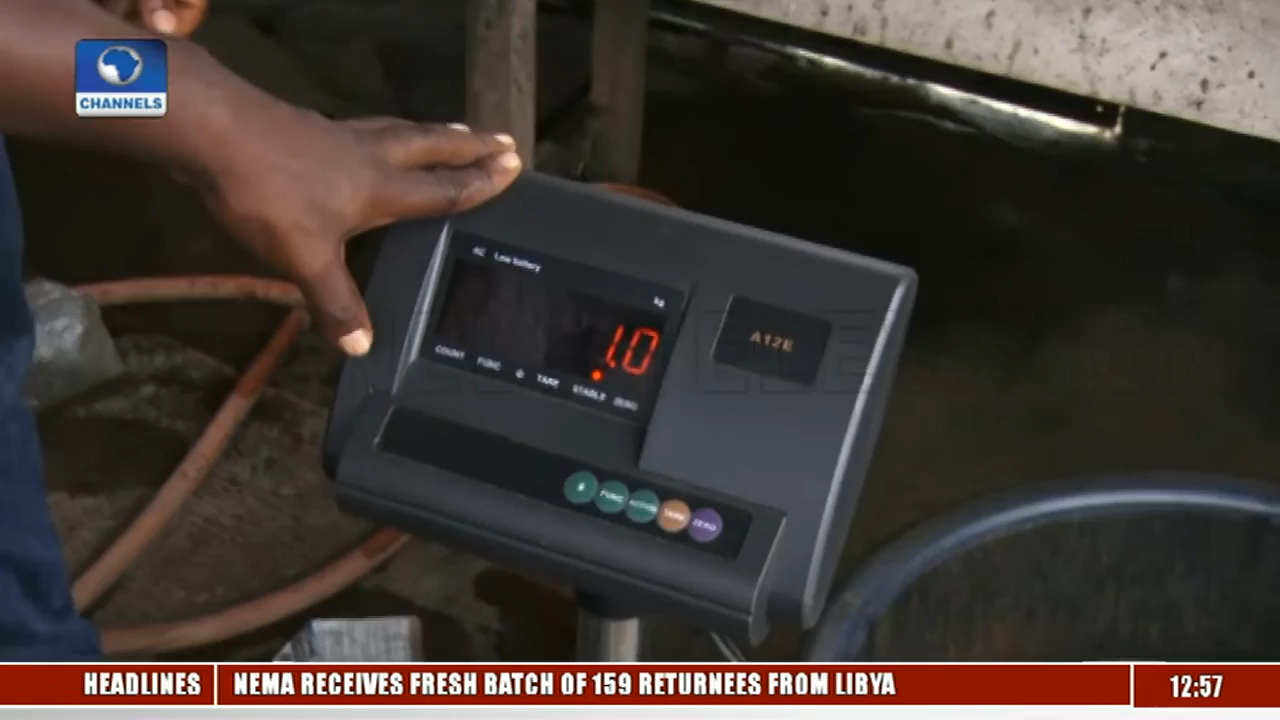 CHANNELS
AC Low battery
kg
1.0
A12E
COUNT FUNC TARE STABLE ZERO
FUNC TARE ZERO
HEADLINES NEMA RECEIVES FRESH BATCH OF 159 RETURNEES FROM LIBYA 12:57